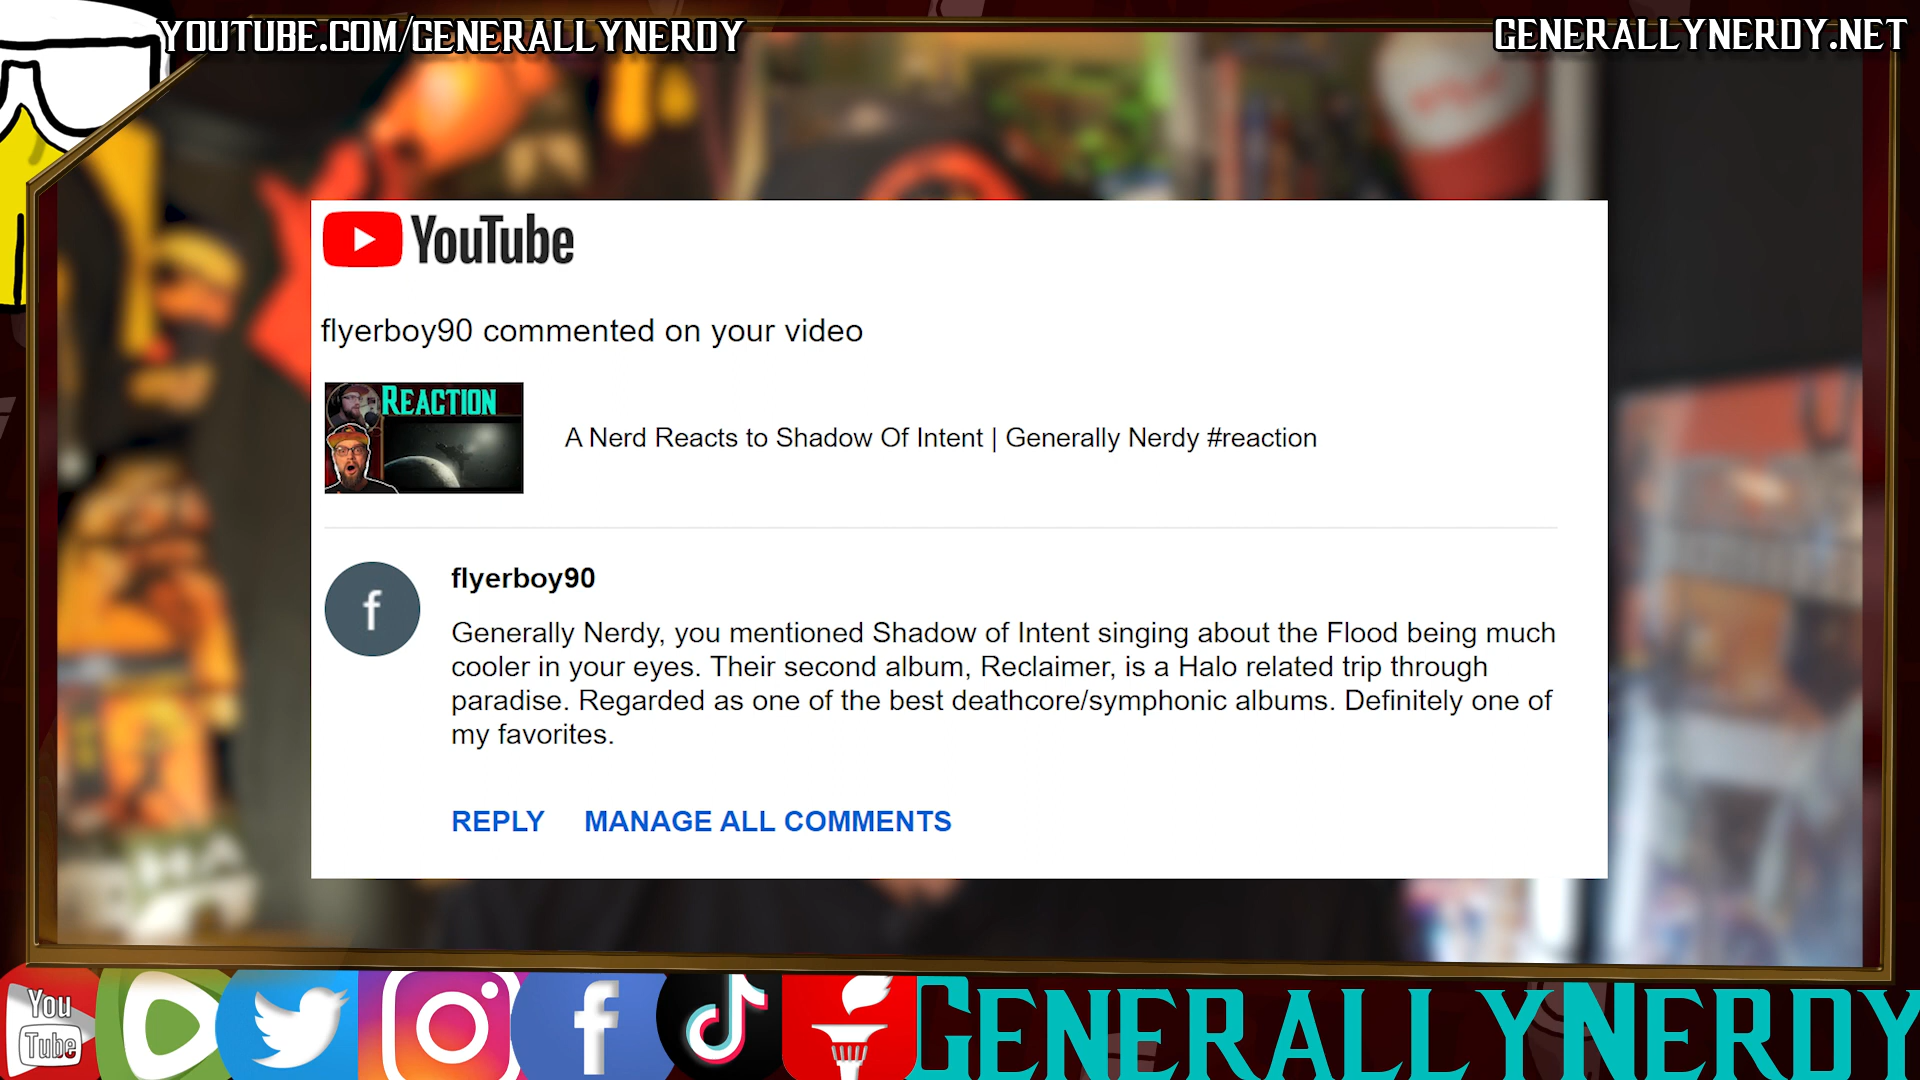 YOUTUBE.COM/GENERALLYNERDY
GENERALLYNERDY.NET
YouTube
flyerboy90 commented on your video
REACTION
A Nerd Reacts to Shadow Of Intent | Generally Nerdy #reaction
f
flyerboy90
Generally Nerdy, you mentioned Shadow of Intent singing about the Flood being much
cooler in your eyes. Their second album, Reclaimer, is a Halo related trip through
paradise. Regarded as one of the best deathcore/symphonic albums. Definitely one of
my favorites.
REPLY MANAGE ALL COMMENTS
You
Tube
GENERALLYNERDY